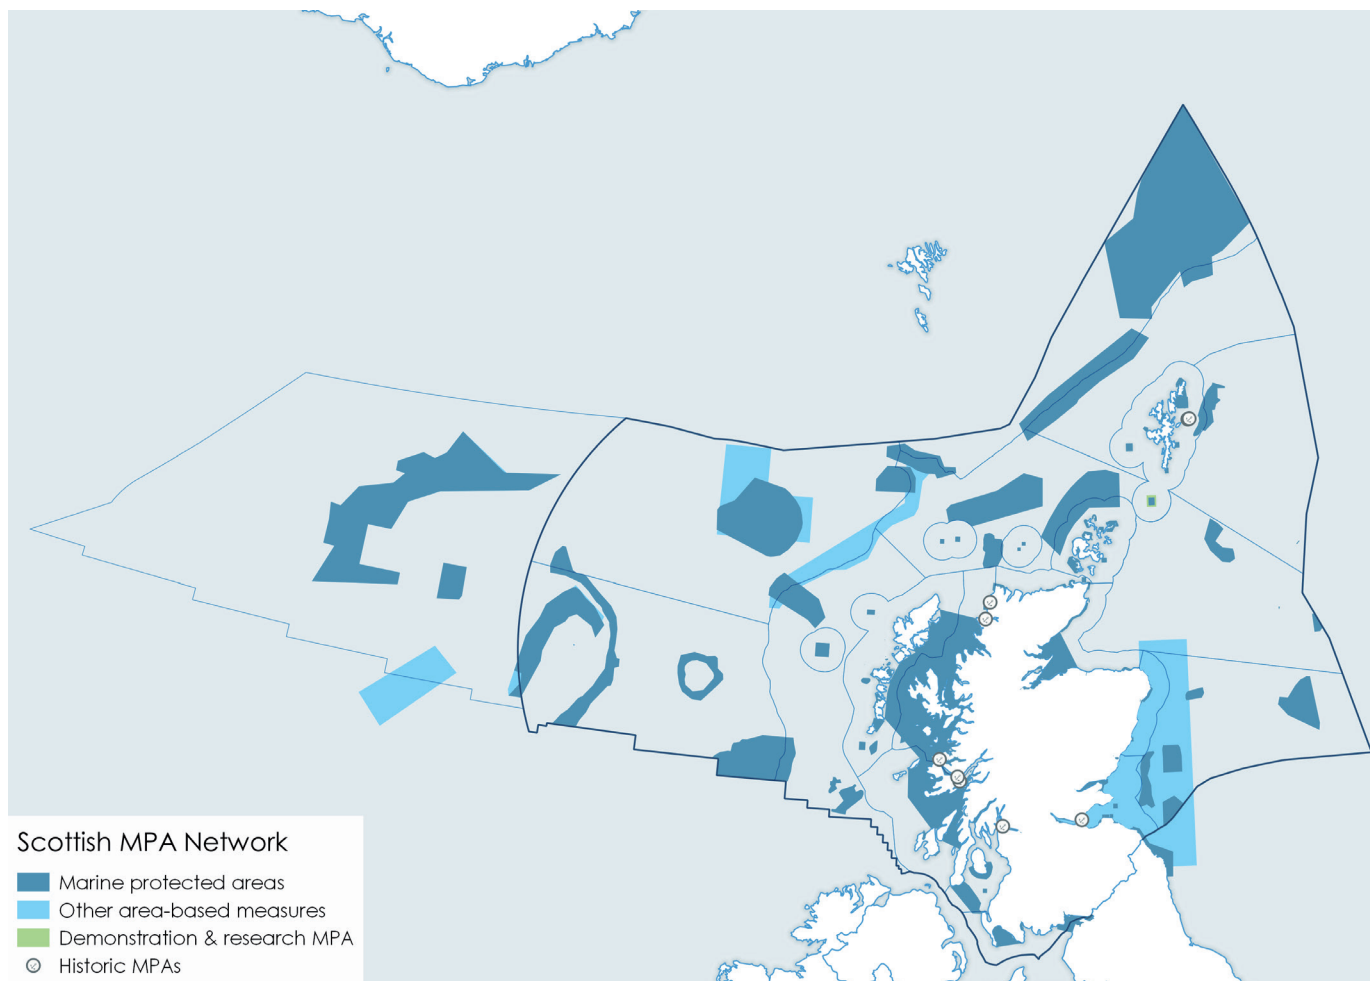 Scottish MPA Network
Marine protected areas
Other area-based measures
Demonstration & research MPA
Historic MPAs